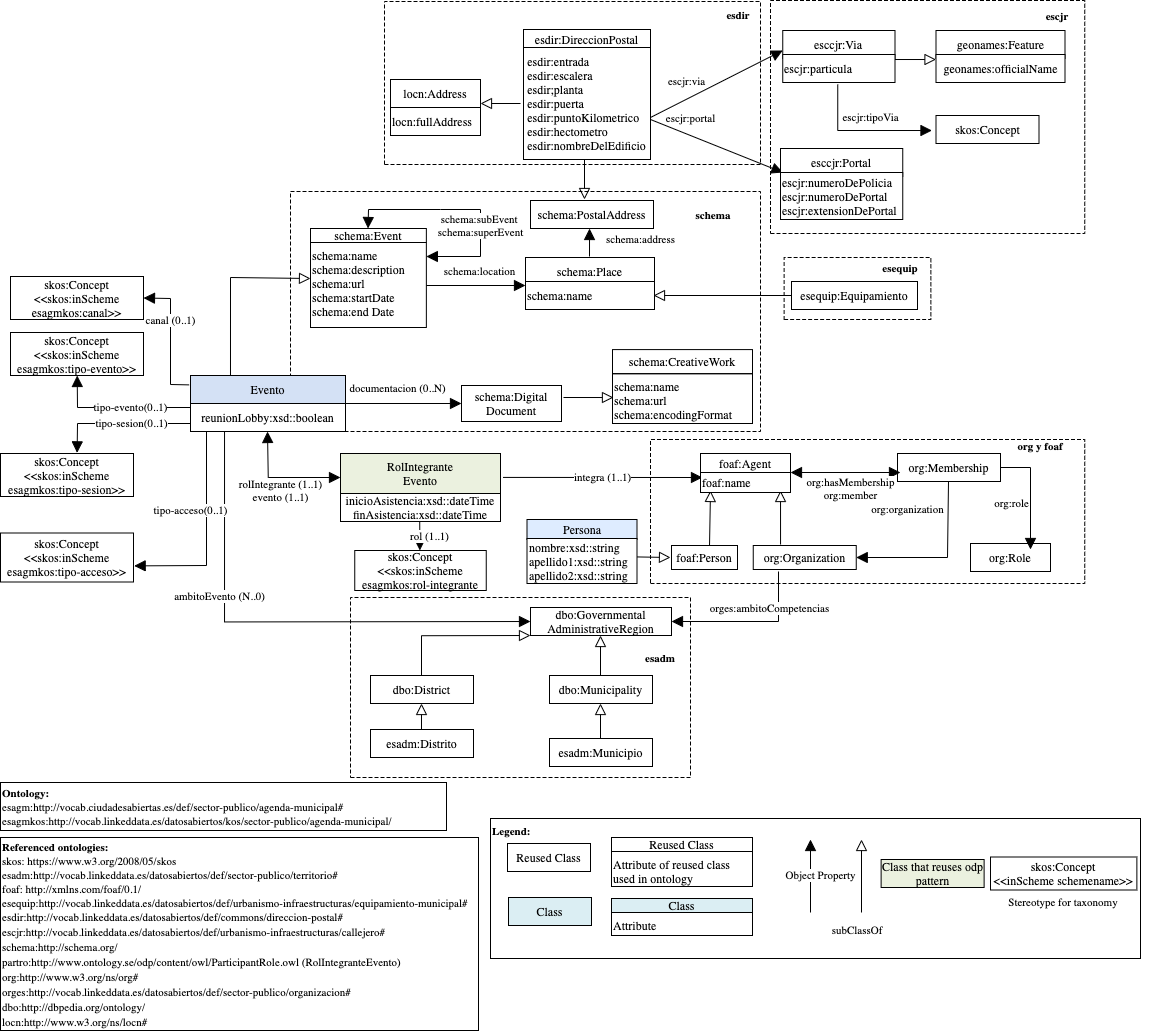 esdir
escjr
esdir:DireccionPostal
esdir:entrada
esdir:escalera
esdir;planta
esdir:puerta
esdir:puntoKilometrico
esdir:hectometro
esdir:nombreDelEdificio
locn:Address
locn:fullAddress
escjr:via
escjr:portal
esccjr:Via
escjr:particula
geonames:Feature
geonames:officialName
escjr:tipoVia
skos:Concept
esccjr:Portal
escjr:numeroDePolicia
escjr:numeroDePortal
escjr:extensionDePortal
schema
schema:PostalAddress
schema:subEvent
schema:superEvent
schema:address
schema:Event
schema:name
schema:description
schema:url
schema:startDate
schema:end Date
schema:location
schema:Place
schema:name
esequip
esequip:Equipamiento
skos:Concept
<<skos:inScheme
esagmkos:canal>>
canal (0..1)
skos:Concept
<<skos:inScheme
esagmkos:tipo-evento>>
tipo-evento(0..1)
tipo-sesion(0..1)
Evento
reunionLobby:xsd::boolean
documentacion (0..N)
schema:Digital
Document
schema:CreativeWork
schema:name
schema:url
schema:encodingFormat
skos:Concept
<<skos:inScheme
esagmkos:tipo-sesion>>
tipo-acceso(0..1)
rolIntegrante (1..1)
evento (1..1)
RolIntegrante
Evento
inicioAsistencia:xsd::dateTime
finAsistencia:xsd::dateTime
rol (1..1)
skos:Concept
<<skos:inScheme
esagmkos:rol-integrante
integra (1..1)
org y foaf
foaf:Agent
foaf:name
org:hasMembership
org:member
org:Membership
org:organization
org:role
Persona
nombre:xsd::string
apellido1:xsd::string
apellido2:xsd::string
foaf:Person
org:Organization
org:Role
skos:Concept
<<skos:inScheme
esagmkos:tipo-acceso>>
ambitoEvento (N..0)
orges:ambitoCompetencias
dbo:Governmental
AdministrativeRegion
esadm
dbo:District
dbo:Municipality
esadm:Distrito
esadm:Municipio
Ontology:
esagm:http://vocab.ciudadesabiertas.es/def/sector-publico/agenda-municipal#
esagmkos:http://vocab.linkeddata.es/datosabiertos/kos/sector-publico/agenda-municipal/
Referenced ontologies:
skos: https://www.w3.org/2008/05/skos
esadm:http://vocab.linkeddata.es/datosabiertos/def/sector-publico/territorio#
foaf: http://xmlns.com/foaf/0.1/
esequip:http://vocab.linkeddata.es/datosabiertos/def/urbanismo-infraestructuras/equipamiento-municipal#
esdir:http://vocab.linkeddata.es/datosabiertos/def/commons/direccion-postal#
escjr:http://vocab.linkeddata.es/datosabiertos/def/urbanismo-infraestructuras/callejero#
schema:http://schema.org/
partro:http://www.ontology.se/odp/content/owl/ParticipantRole.owl (RolIntegranteEvento)
org:http://www.w3.org/ns/org#
orges:http://vocab.linkeddata.es/datosabiertos/def/sector-publico/organizacion#
dbo:http://dbpedia.org/ontology/
locn:http://www.w3.org/ns/locn#
Legend:
Reused Class
Reused Class
Attribute of reused class
used in ontology
Class
Class
Attribute
Object Property
subClassOf
Class that reuses odp
pattern
skos:Concept
<<inScheme schemename>>
Stereotype for taxonomy